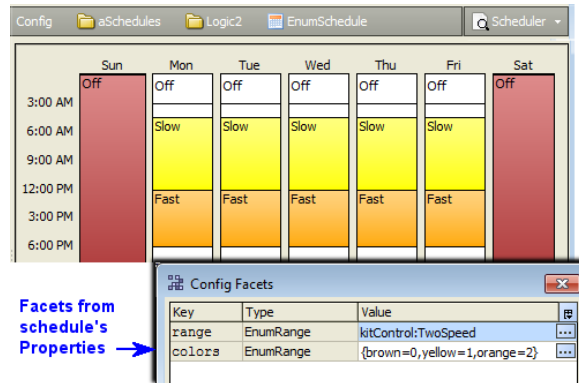 Config aSchedules Logic2 EnumSchedule Scheduler
Sun Mon Tue Wed Thu Fri Sat
Off Off Off Off Off Off Off
3:00 AM
6:00 AM Slow Slow Slow Slow Slow
9:00 AM
12:00 PM
Fast Fast Fast Fast Fast
3:00 PM
6:00 PM
Config Facets
Facets from
schedule's
Properties
Key Type Value
range EnumRange kitControl:TwoSpeed ...
colors EnumRange {brown=0,yellow=1,orange=2} ...